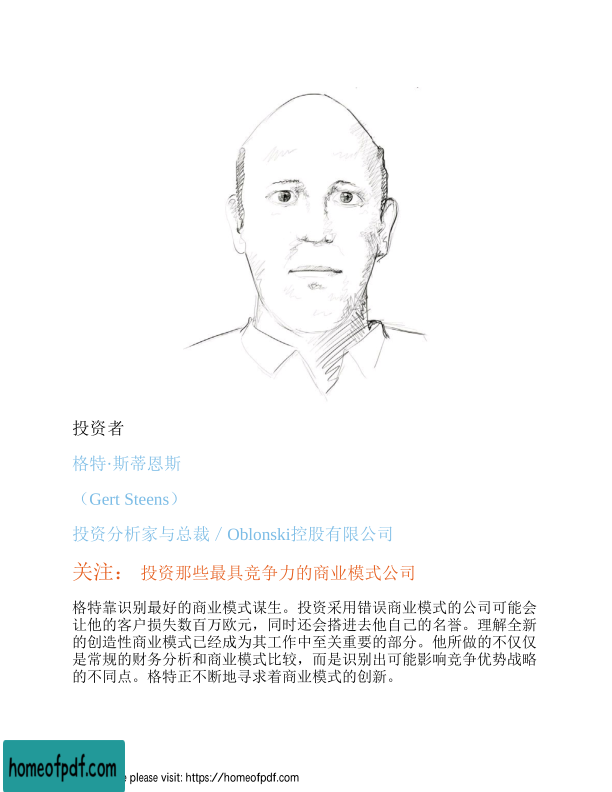 投资者
格特·斯蒂恩斯
（Gert Steens）
投资分析家与总裁／Oblonski控股有限公司
关注： 投资那些最具竞争力的商业模式公司
格特靠识别最好的商业模式谋生。投资采用错误商业模式的公司可能会
让他的客户损失数百万欧元，同时还会搭进去他自己的名誉。理解全新
的创造性商业模式已经成为其工作中至关重要的部分。他所做的不仅仅
是常规的财务分析和商业模式比较，而是识别出可能影响竞争优势战略
的不同点。格特正不断地寻求着商业模式的创新。
homeofpdf.com
please visit: https://homeofpdf.com